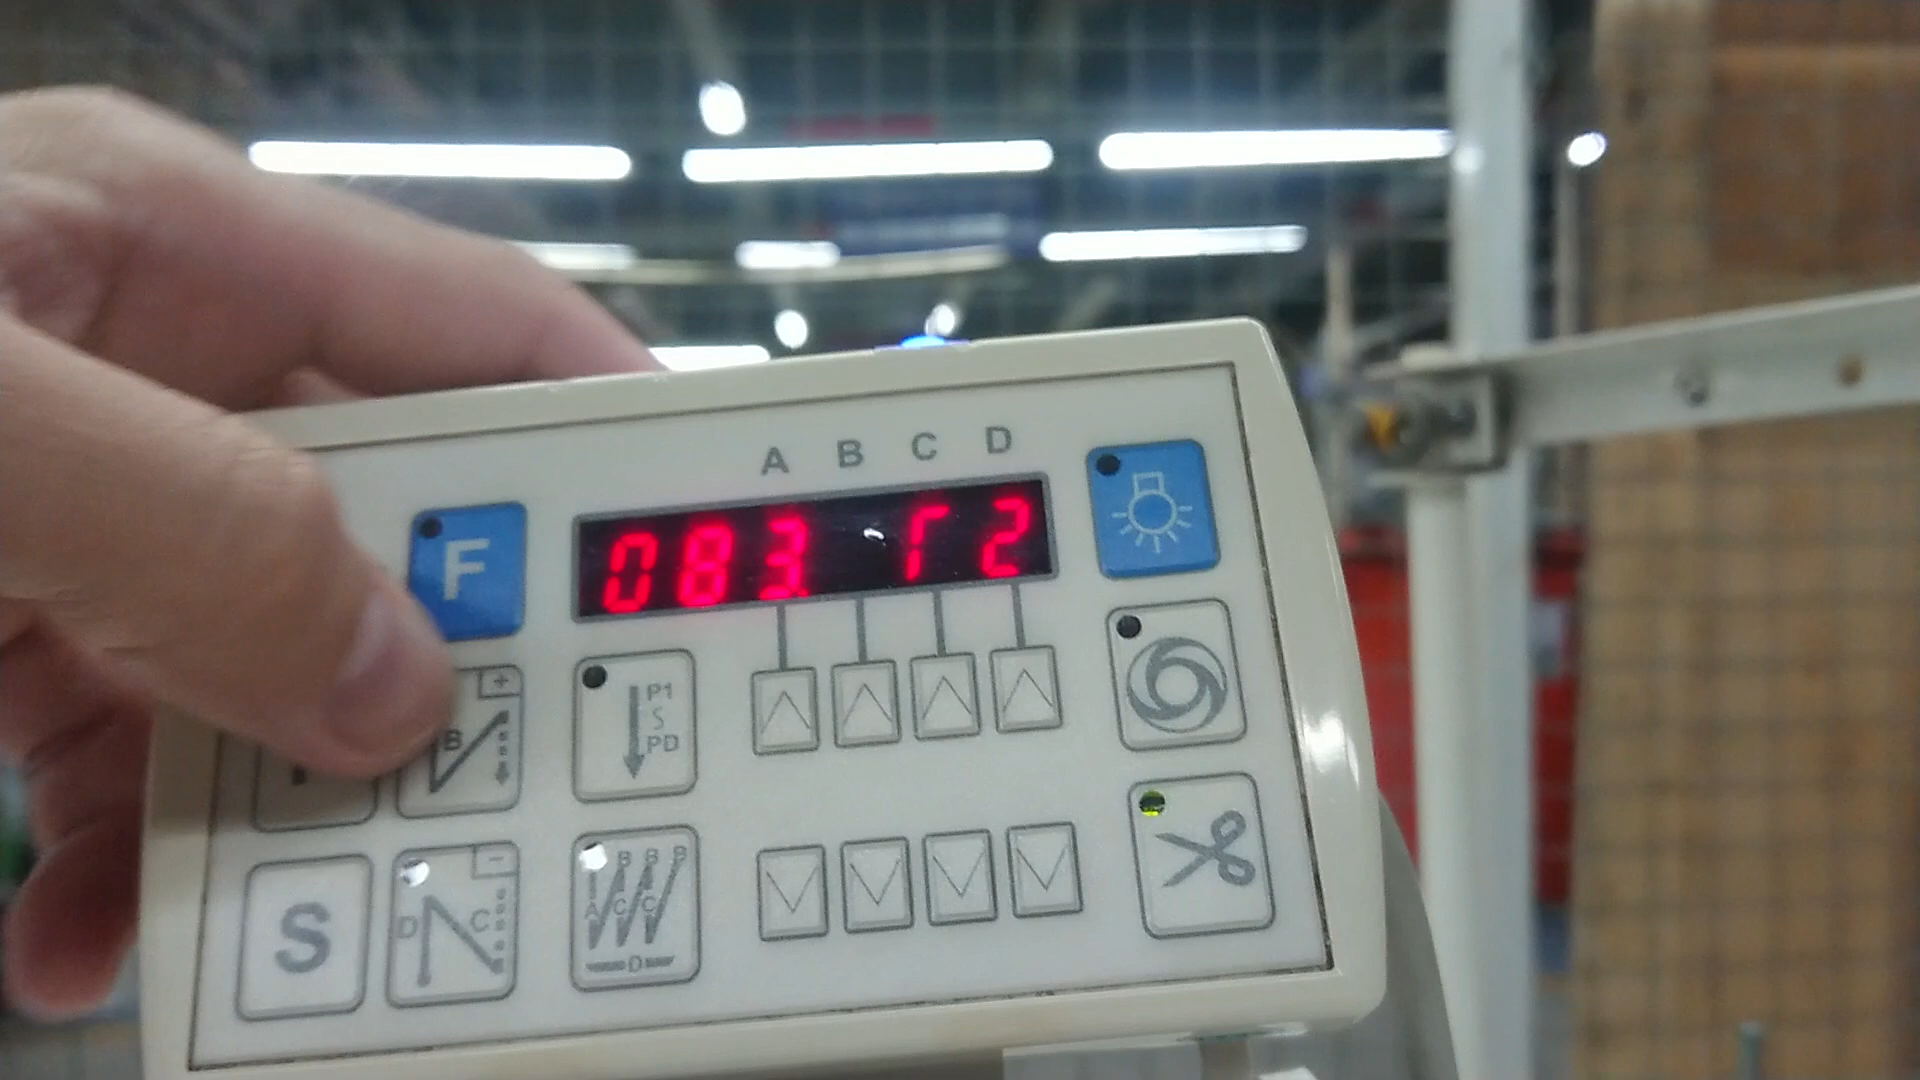 A B C D
083. Г2
F
+
B
P1
S
PD
S
-
D C
B B B
A C C
D